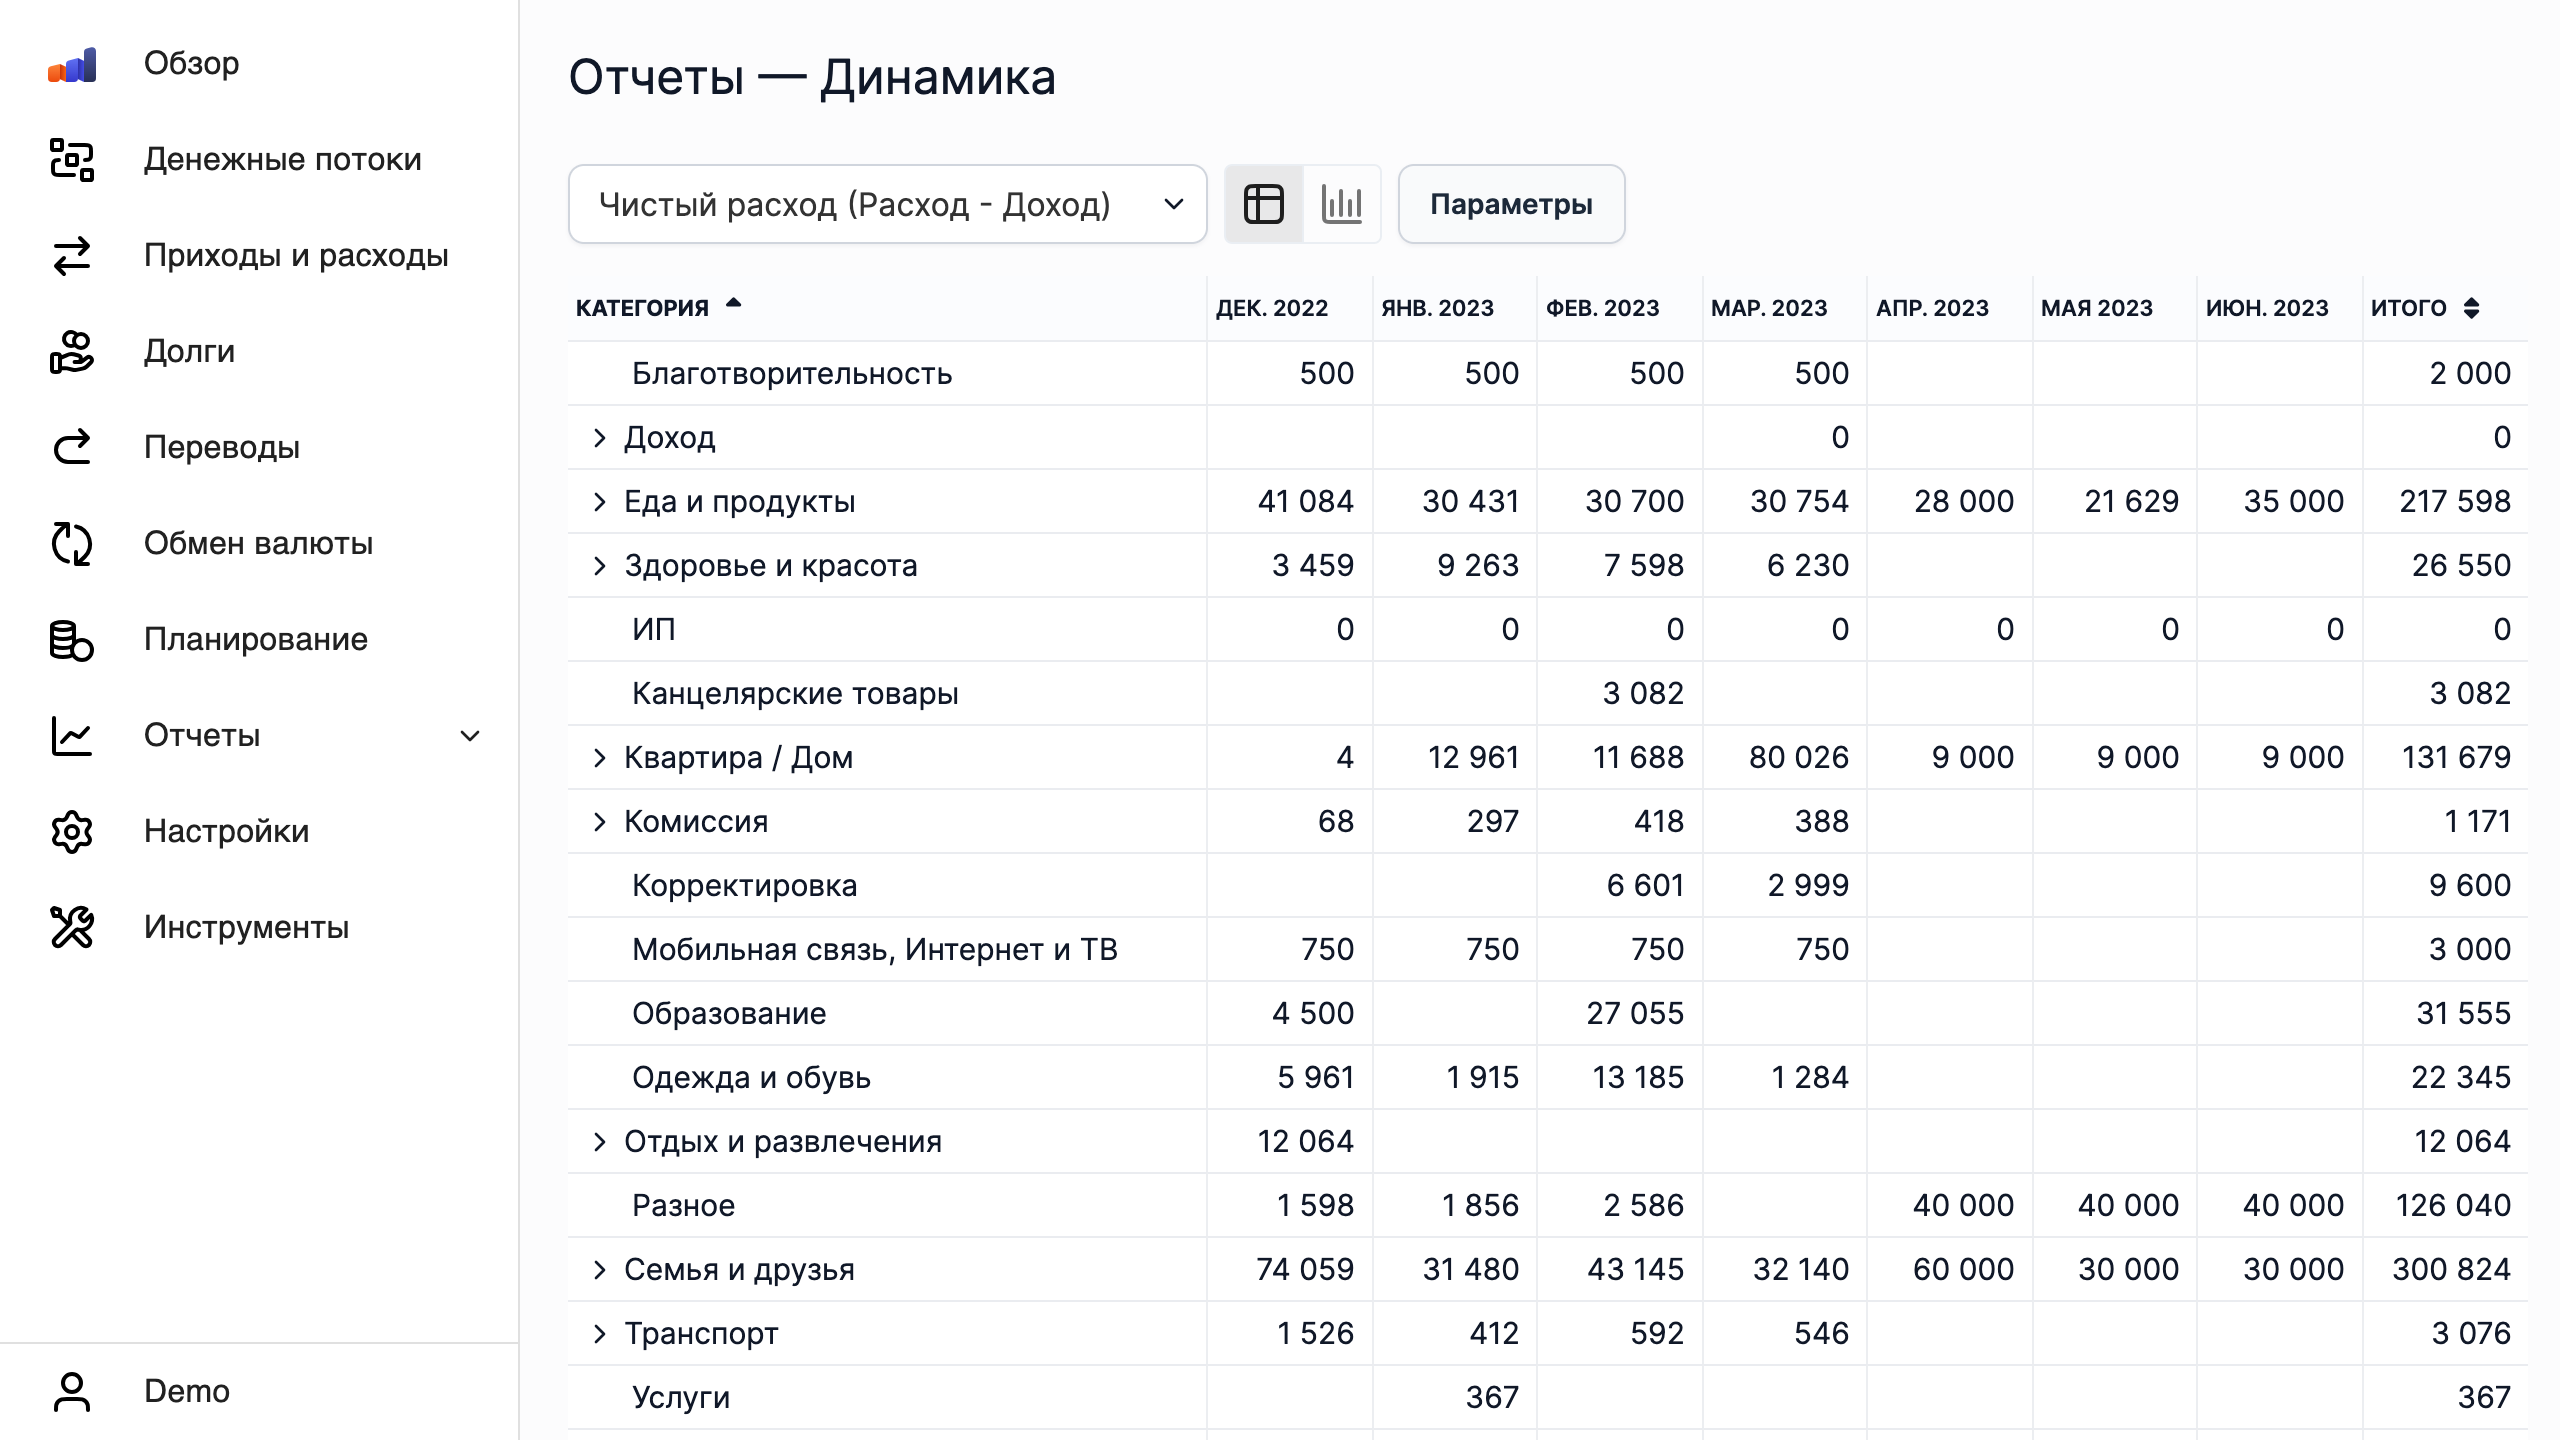 Обзор
Денежные потоки
Приходы и расходы
Долги
Переводы
Обмен валюты
Планирование
Отчеты
Настройки
Инструменты
Demo
Отчеты — Динамика
Чистый расход (Расход - Доход)
Параметры
КАТЕГОРИЯ ДЕК. 2022 ЯНВ. 2023 ФЕВ. 2023 МАР. 2023 АПР. 2023 МАЯ 2023 ИЮН. 2023 ИТОГО
Благотворительность 500 500 500 500 2 000
Доход 0 0
Еда и продукты 41 084 30 431 30 700 30 754 28 000 21 629 35 000 217 598
Здоровье и красота 3 459 9 263 7 598 6 230 26 550
ИП 0 0 0 0 0 0 0 0
Канцелярские товары 3 082 3 082
Квартира / Дом 4 12 961 11 688 80 026 9 000 9 000 9 000 131 679
Комиссия 68 297 418 388 1 171
Корректировка 6 601 2 999 9 600
Мобильная связь, Интернет и ТВ 750 750 750 750 3 000
Образование 4 500 27 055 31 555
Одежда и обувь 5 961 1 915 13 185 1 284 22 345
Отдых и развлечения 12 064 12 064
Разное 1 598 1 856 2 586 40 000 40 000 40 000 126 040
Семья и друзья 74 059 31 480 43 145 32 140 60 000 30 000 30 000 300 824
Транспорт 1 526 412 592 546 3 076
Услуги 367 367